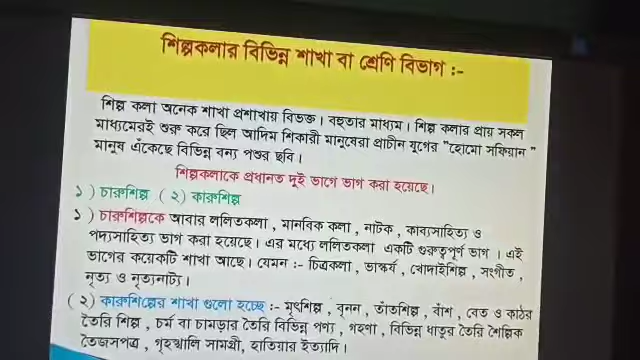 শিল্পকলার বিভিন্ন শাখা বা শ্রেণি বিভাগ :-
শিল্প কলা অনেক শাখা প্রশাখায় বিভক্ত। বহুতার মাধ্যম। শিল্প কলার প্রায় সকল
মাধ্যমেরই শুরু করে ছিল আদিম শিকারী মানুষেরা প্রাচীন যুগের "হোমো সফিয়ান "
মানুষ এঁকেছে বিভিন্ন বন্য পশুর ছবি।
শিল্পকলাকে প্রধানত দুই ভাগে ভাগ করা হয়েছে।
১ ) চারুশিল্প ( ২) কারুশিল্প
১ ) চারুশিল্পকে আবার ললিতকলা , মানবিক কলা , নাটক , কাব্যসাহিত্য ও
পদ্যসাহিত্য ভাগ করা হয়েছে। এর মধ্যে ললিতকলা একটি গুরুত্বপূর্ণ ভাগ । এই
ভাগের কয়েকটি শাখা আছে। যেমন :- চিত্রকলা , ভাস্কর্য , খোদাইশিল্প , সংগীত ,
নৃত্য ও নৃত্যনাট্য।
( ২) কারুশিল্পের শাখা গুলো হচ্ছে :- মৃৎশিল্প , বুনন , তাঁতশিল্প , বাঁশ , বেত ও কাঠের
তৈরি শিল্প , চর্ম বা চামড়ার তৈরি বিভিন্ন পণ্য , গহণা , বিভিন্ন ধাতুর তৈরি শৈল্পিক
তৈজসপত্র , গৃহস্থালি সামগ্রী, হাতিয়ার ইত্যাদি।